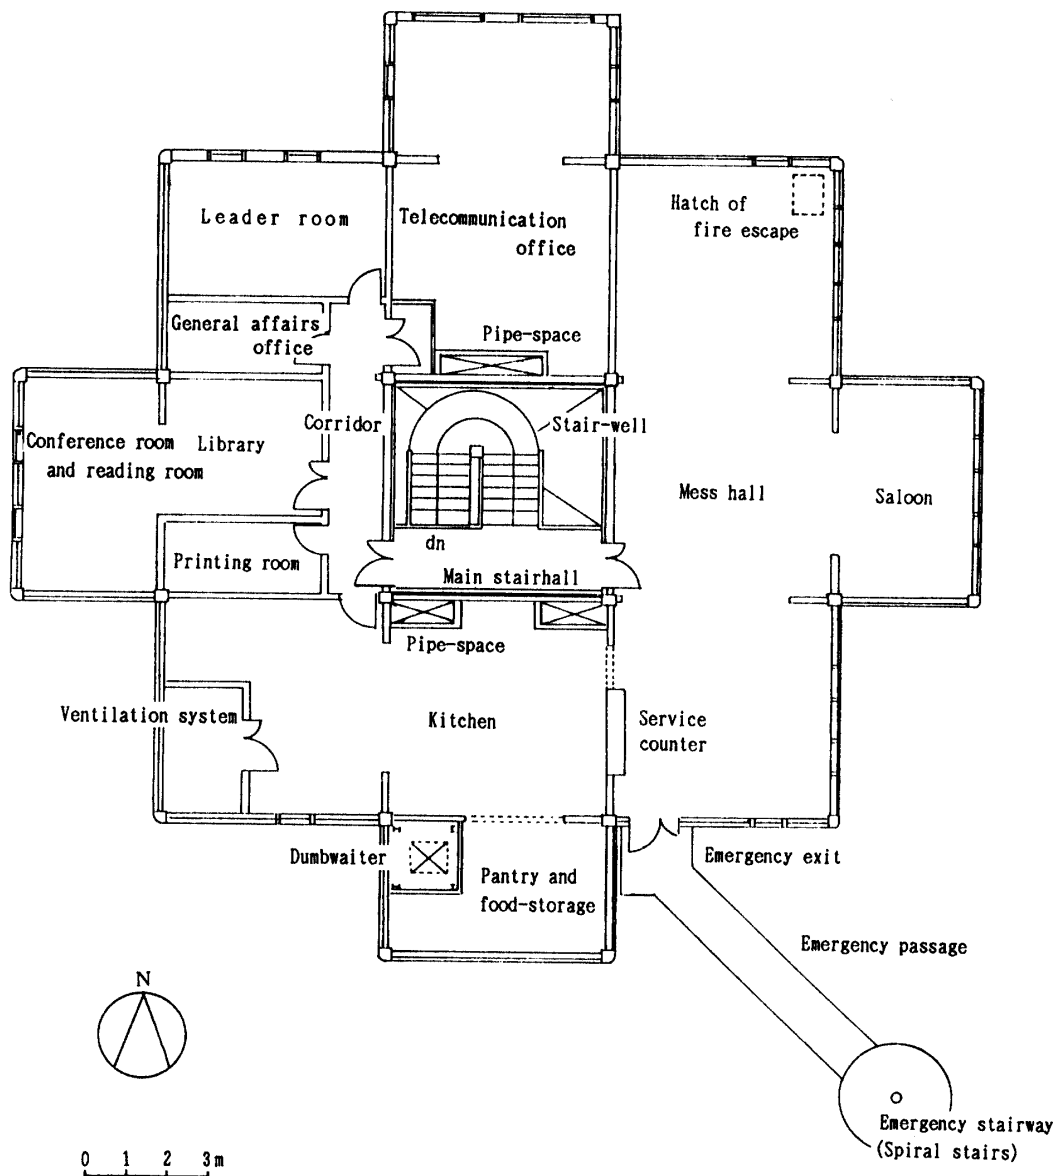 Leader room
Telecommunication
office
Hatch of
fire escape
General affairs
office
Pipe-space
Corridor
Stair-well
Conference room
and reading room
Library
Mess hall
Saloon
dn
Printing room
Main stairhall
Pipe-space
Ventilation system
Kitchen
Service
counter
Dumbwaiter
Pantry and
food-storage
Emergency exit
Emergency passage
N
Emergency stairway
(Spiral stairs)
0 1 2 3m